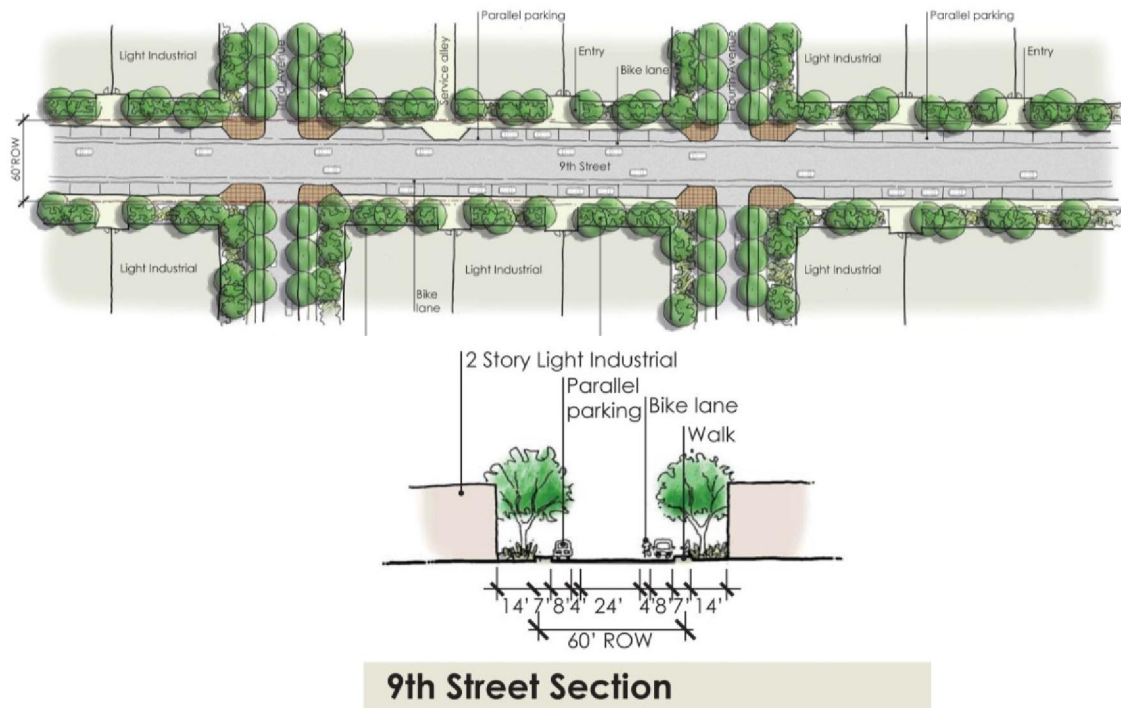 Parallel parking
Parallel parking
Light Industrial
Service alley
Entry
Bike lane
Light Industrial
Entry
60' ROW
9th Street
Light Industrial
Light Industrial
Light Industrial
Bike
lane
2 Story Light Industrial
Parallel
parking
Bike lane
Walk
14' 7' 8' 4' 24' 4' 8' 7' 14'
60' ROW
9th Street Section